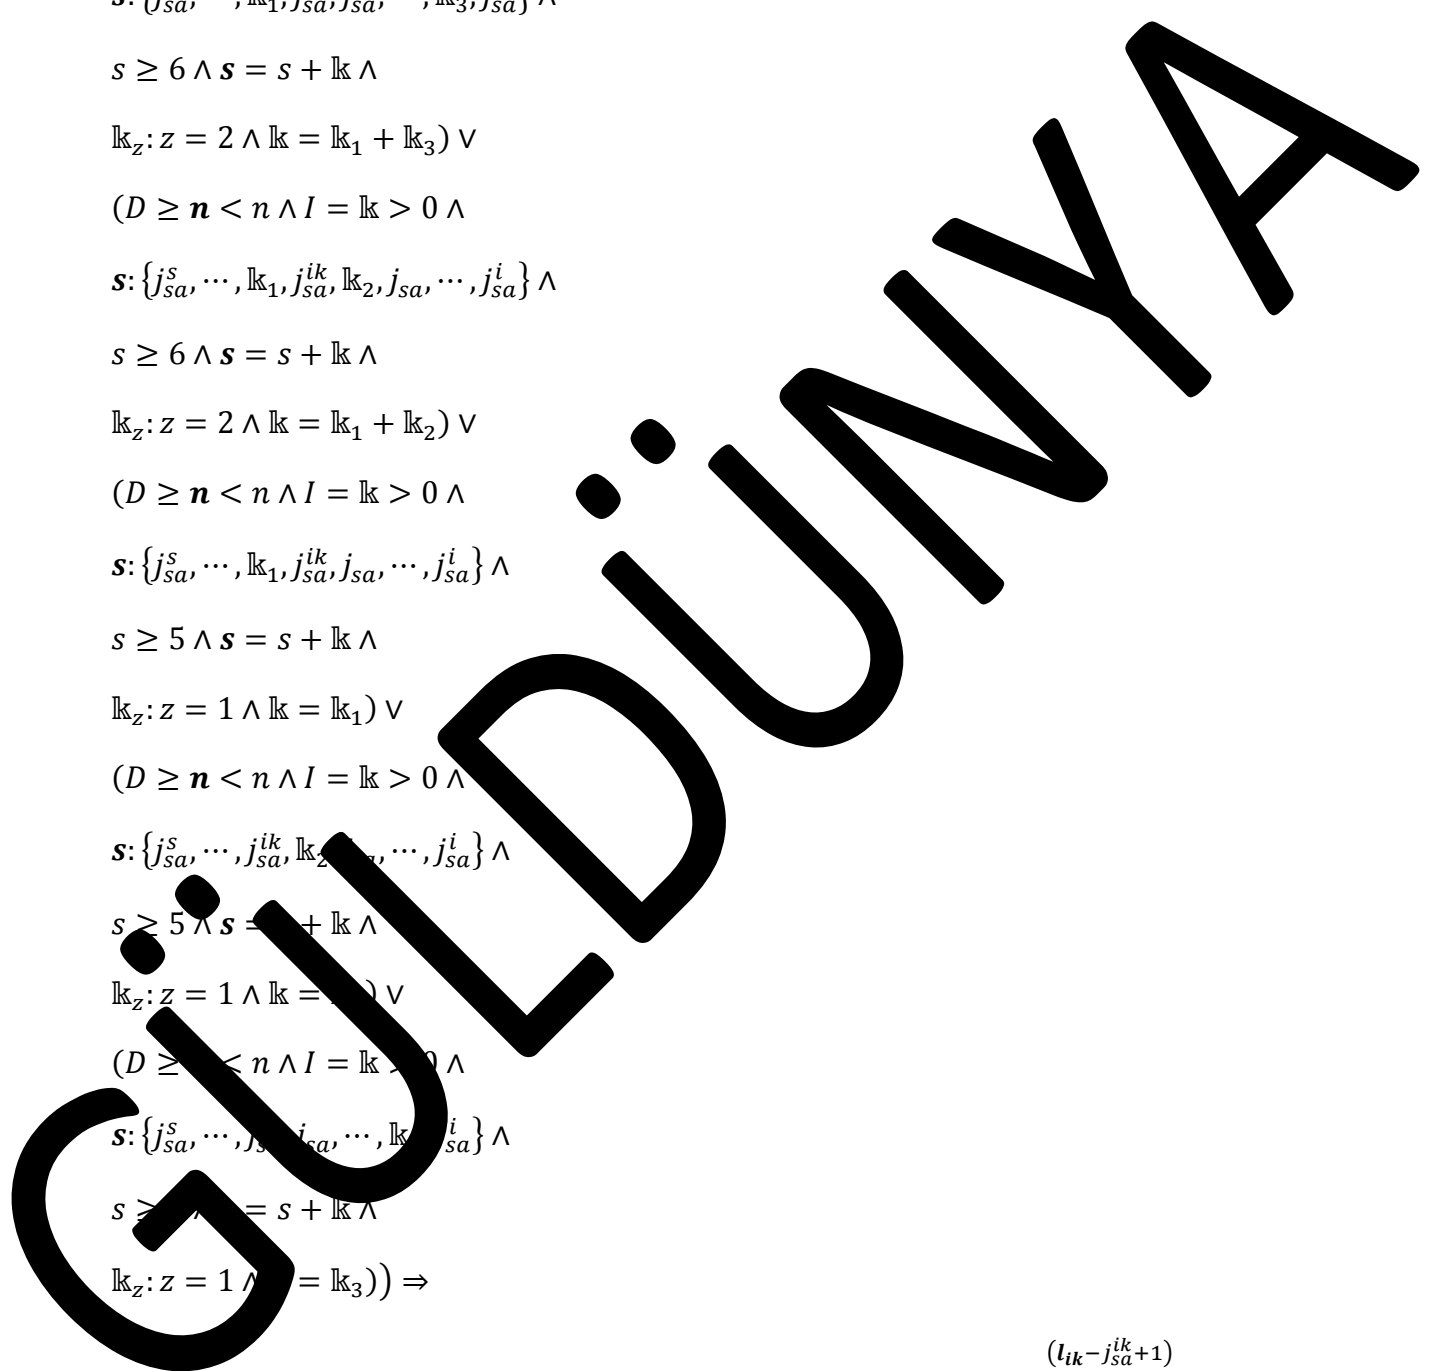 s: {j_{sa}^{s}, ⋯, 𝕜_1, j_{sa}^{ik}, j_{sa}, ⋯, 𝕜_3, j_{sa}^{i}} ∧
s ≥ 6 ∧ s = s + 𝕜 ∧
𝕜_z: z = 2 ∧ 𝕜 = 𝕜_1 + 𝕜_3) ∨
(D ≥ n < n ∧ I = 𝕜 > 0 ∧
s: {j_{sa}^{s}, ⋯, 𝕜_1, j_{sa}^{ik}, 𝕜_2, j_{sa}, ⋯, j_{sa}^{i}} ∧
s ≥ 6 ∧ s = s + 𝕜 ∧
𝕜_z: z = 2 ∧ 𝕜 = 𝕜_1 + 𝕜_2) ∨
(D ≥ n < n ∧ I = 𝕜 > 0 ∧
s: {j_{sa}^{s}, ⋯, 𝕜_1, j_{sa}^{ik}, j_{sa}, ⋯, j_{sa}^{i}} ∧
s ≥ 5 ∧ s = s + 𝕜 ∧
𝕜_z: z = 1 ∧ 𝕜 = 𝕜_1) ∨
(D ≥ n < n ∧ I = 𝕜 > 0 ∧
s: {j_{sa}^{s}, ⋯, j_{sa}^{ik}, 𝕜_2, ⋯, j_{sa}^{i}} ∧
s ≥ 5 ∧ s = + 𝕜 ∧
𝕜_z: z = 1 ∧ 𝕜 = ) ∨
(D ≥ < n ∧ I = 𝕜 > 0 ∧
s: {j_{sa}^{s}, ⋯, j_{sa}, ⋯, 𝕜 j_{sa}^{i}} ∧
s ≥ = s + 𝕜 ∧
𝕜_z: z = 1 ∧ = 𝕜_3)) ⇒
(l_{ik}−j_{sa}^{ik}+1)
GÜLDÜNYA